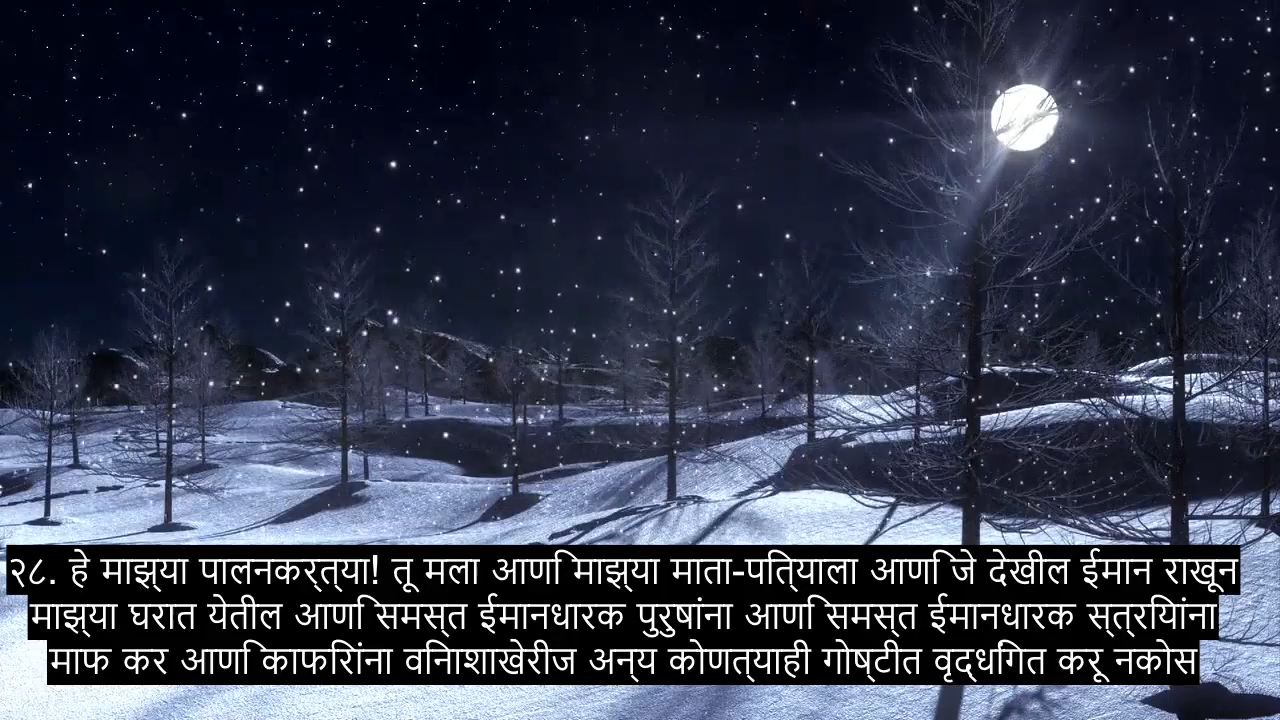 २८. हे माझ्या पालनकर्त्या! तू मला आणि माझ्या माता-पित्याला आणि जे देखील ईमान राखून
माझ्या घरात येतील आणि समस्त ईमानधारक पुरुषांना आणि समस्त ईमानधारक स्त्रियांना
माफ कर आणि काफिरांना विनाशाखेरीज अन्य कोणत्याही गोष्टीत वृद्धिंगत करू नकोस